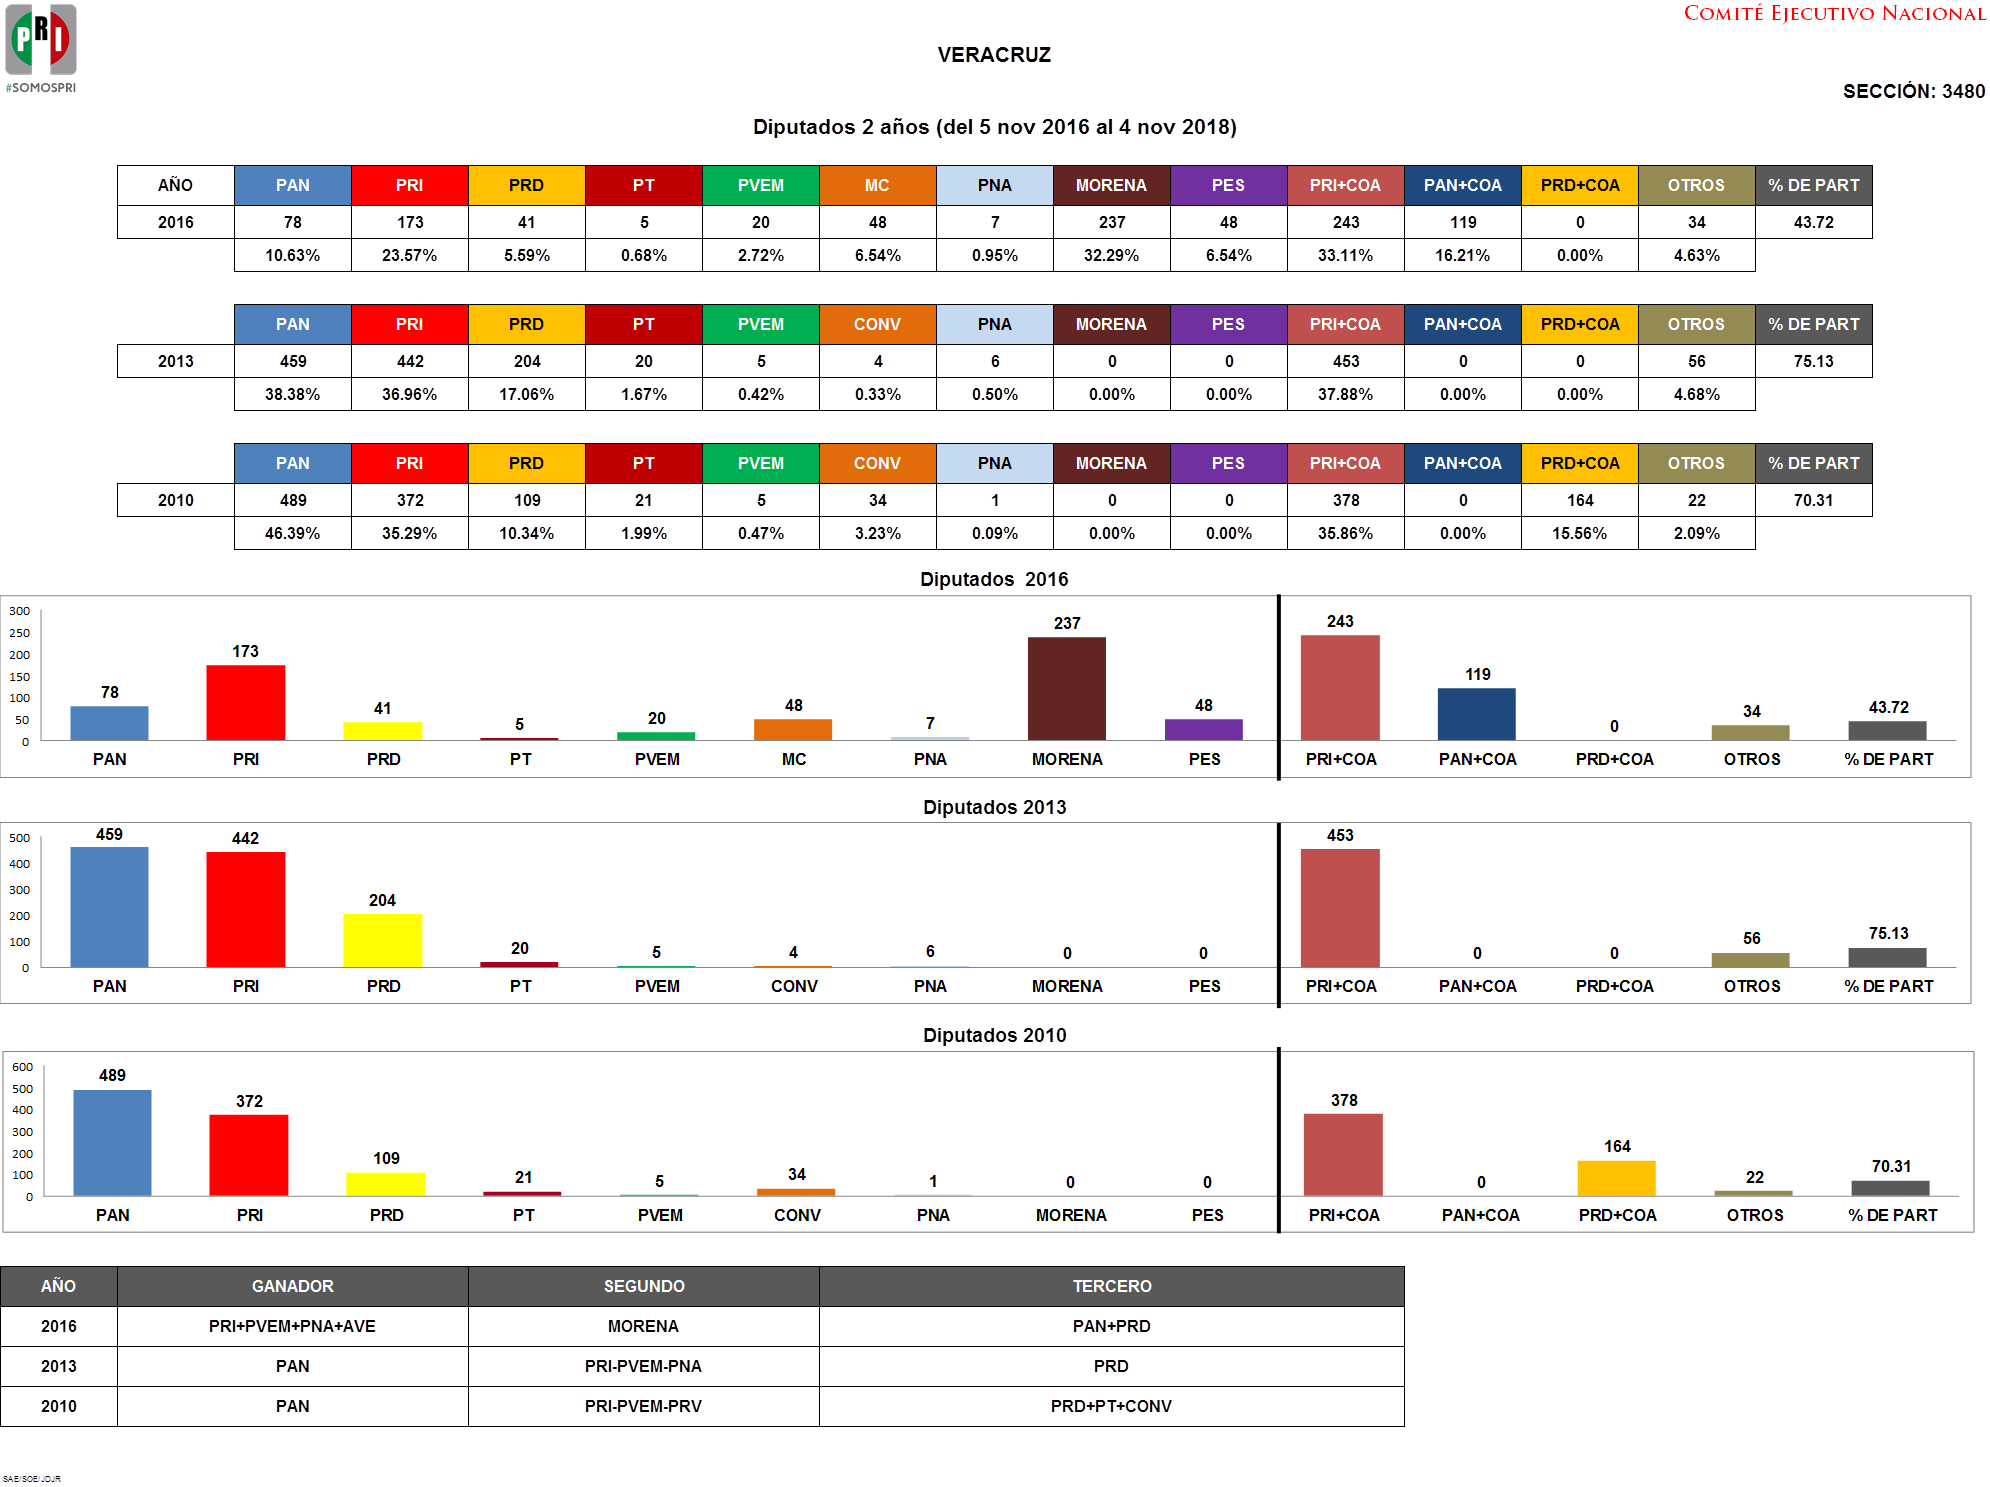 PRI
#SOMOSPRI
COMITÉ EJECUTIVO NACIONAL
VERACRUZ
SECCIÓN: 3480
Diputados 2 años (del 5 nov 2016 al 4 nov 2018)
AÑO PAN PRI PRD PT PVEM MC PNA MORENA PES PRI+COA PAN+COA PRD+COA OTROS % DE PART
2016 78 173 41 5 20 48 7 237 48 243 119 0 34 43.72
10.63% 23.57% 5.59% 0.68% 2.72% 6.54% 0.95% 32.29% 6.54% 33.11% 16.21% 0.00% 4.63%
PAN PRI PRD PT PVEM CONV PNA MORENA PES PRI+COA PAN+COA PRD+COA OTROS % DE PART
2013 459 442 204 20 5 4 6 0 0 453 0 0 56 75.13
38.38% 36.96% 17.06% 1.67% 0.42% 0.33% 0.50% 0.00% 0.00% 37.88% 0.00% 0.00% 4.68%
PAN PRI PRD PT PVEM CONV PNA MORENA PES PRI+COA PAN+COA PRD+COA OTROS % DE PART
2010 489 372 109 21 5 34 1 0 0 378 0 164 22 70.31
46.39% 35.29% 10.34% 1.99% 0.47% 3.23% 0.09% 0.00% 0.00% 35.86% 0.00% 15.56% 2.09%
Diputados  2016
300
250
200
150
100
50
0
78 173 41 5 20 48 7 237 48 243 119 0 34 43.72
PAN PRI PRD PT PVEM MC PNA MORENA PES PRI+COA PAN+COA PRD+COA OTROS % DE PART
Diputados 2013
500
400
300
200
100
0
459 442 204 20 5 4 6 0 0 453 0 0 56 75.13
PAN PRI PRD PT PVEM CONV PNA MORENA PES PRI+COA PAN+COA PRD+COA OTROS % DE PART
Diputados 2010
600
500
400
300
200
100
0
489 372 109 21 5 34 1 0 0 378 0 164 22 70.31
PAN PRI PRD PT PVEM CONV PNA MORENA PES PRI+COA PAN+COA PRD+COA OTROS % DE PART
AÑO GANADOR SEGUNDO TERCERO
2016 PRI+PVEM+PNA+AVE MORENA PAN+PRD
2013 PAN PRI-PVEM-PNA PRD
2010 PAN PRI-PVEM-PRV PRD+PT+CONV
SAE/SOE/JDJR